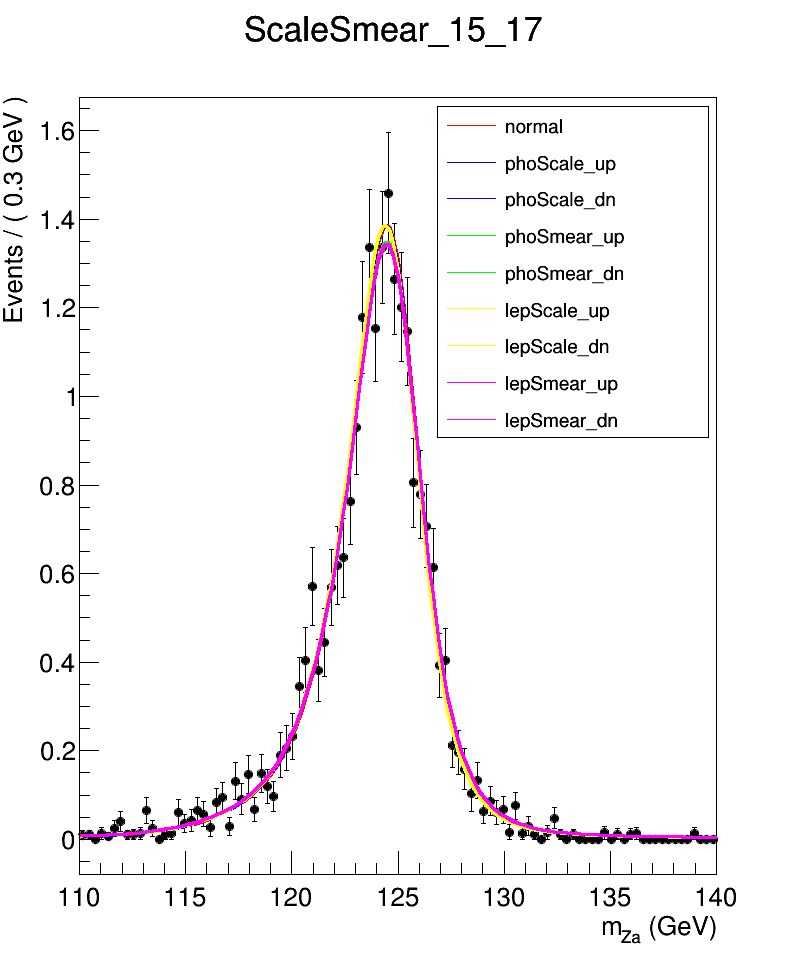 ScaleSmear_15_17
Events / ( 0.3 GeV )
1.6
1.4
1.2
1
0.8
0.6
0.4
0.2
0
normal
phoScale_up
phoScale_dn
phoSmear_up
phoSmear_dn
lepScale_up
lepScale_dn
lepSmear_up
lepSmear_dn
110 115 120 125 130 135 140
m_Za (GeV)